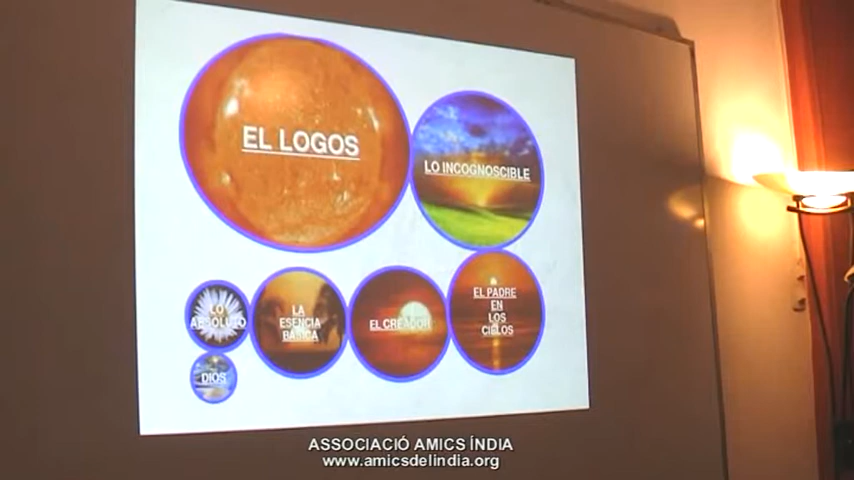 EL LOGOS
LO INCOGNOSCIBLE
LO
ABSOLUTO
LA
ESENCIA
BÁSICA
EL CREADOR
EL PADRE
EN
LOS
CIELOS
DIOS
ASSOCIACIÓ AMICS ÍNDIA
www.amicsdelindia.org